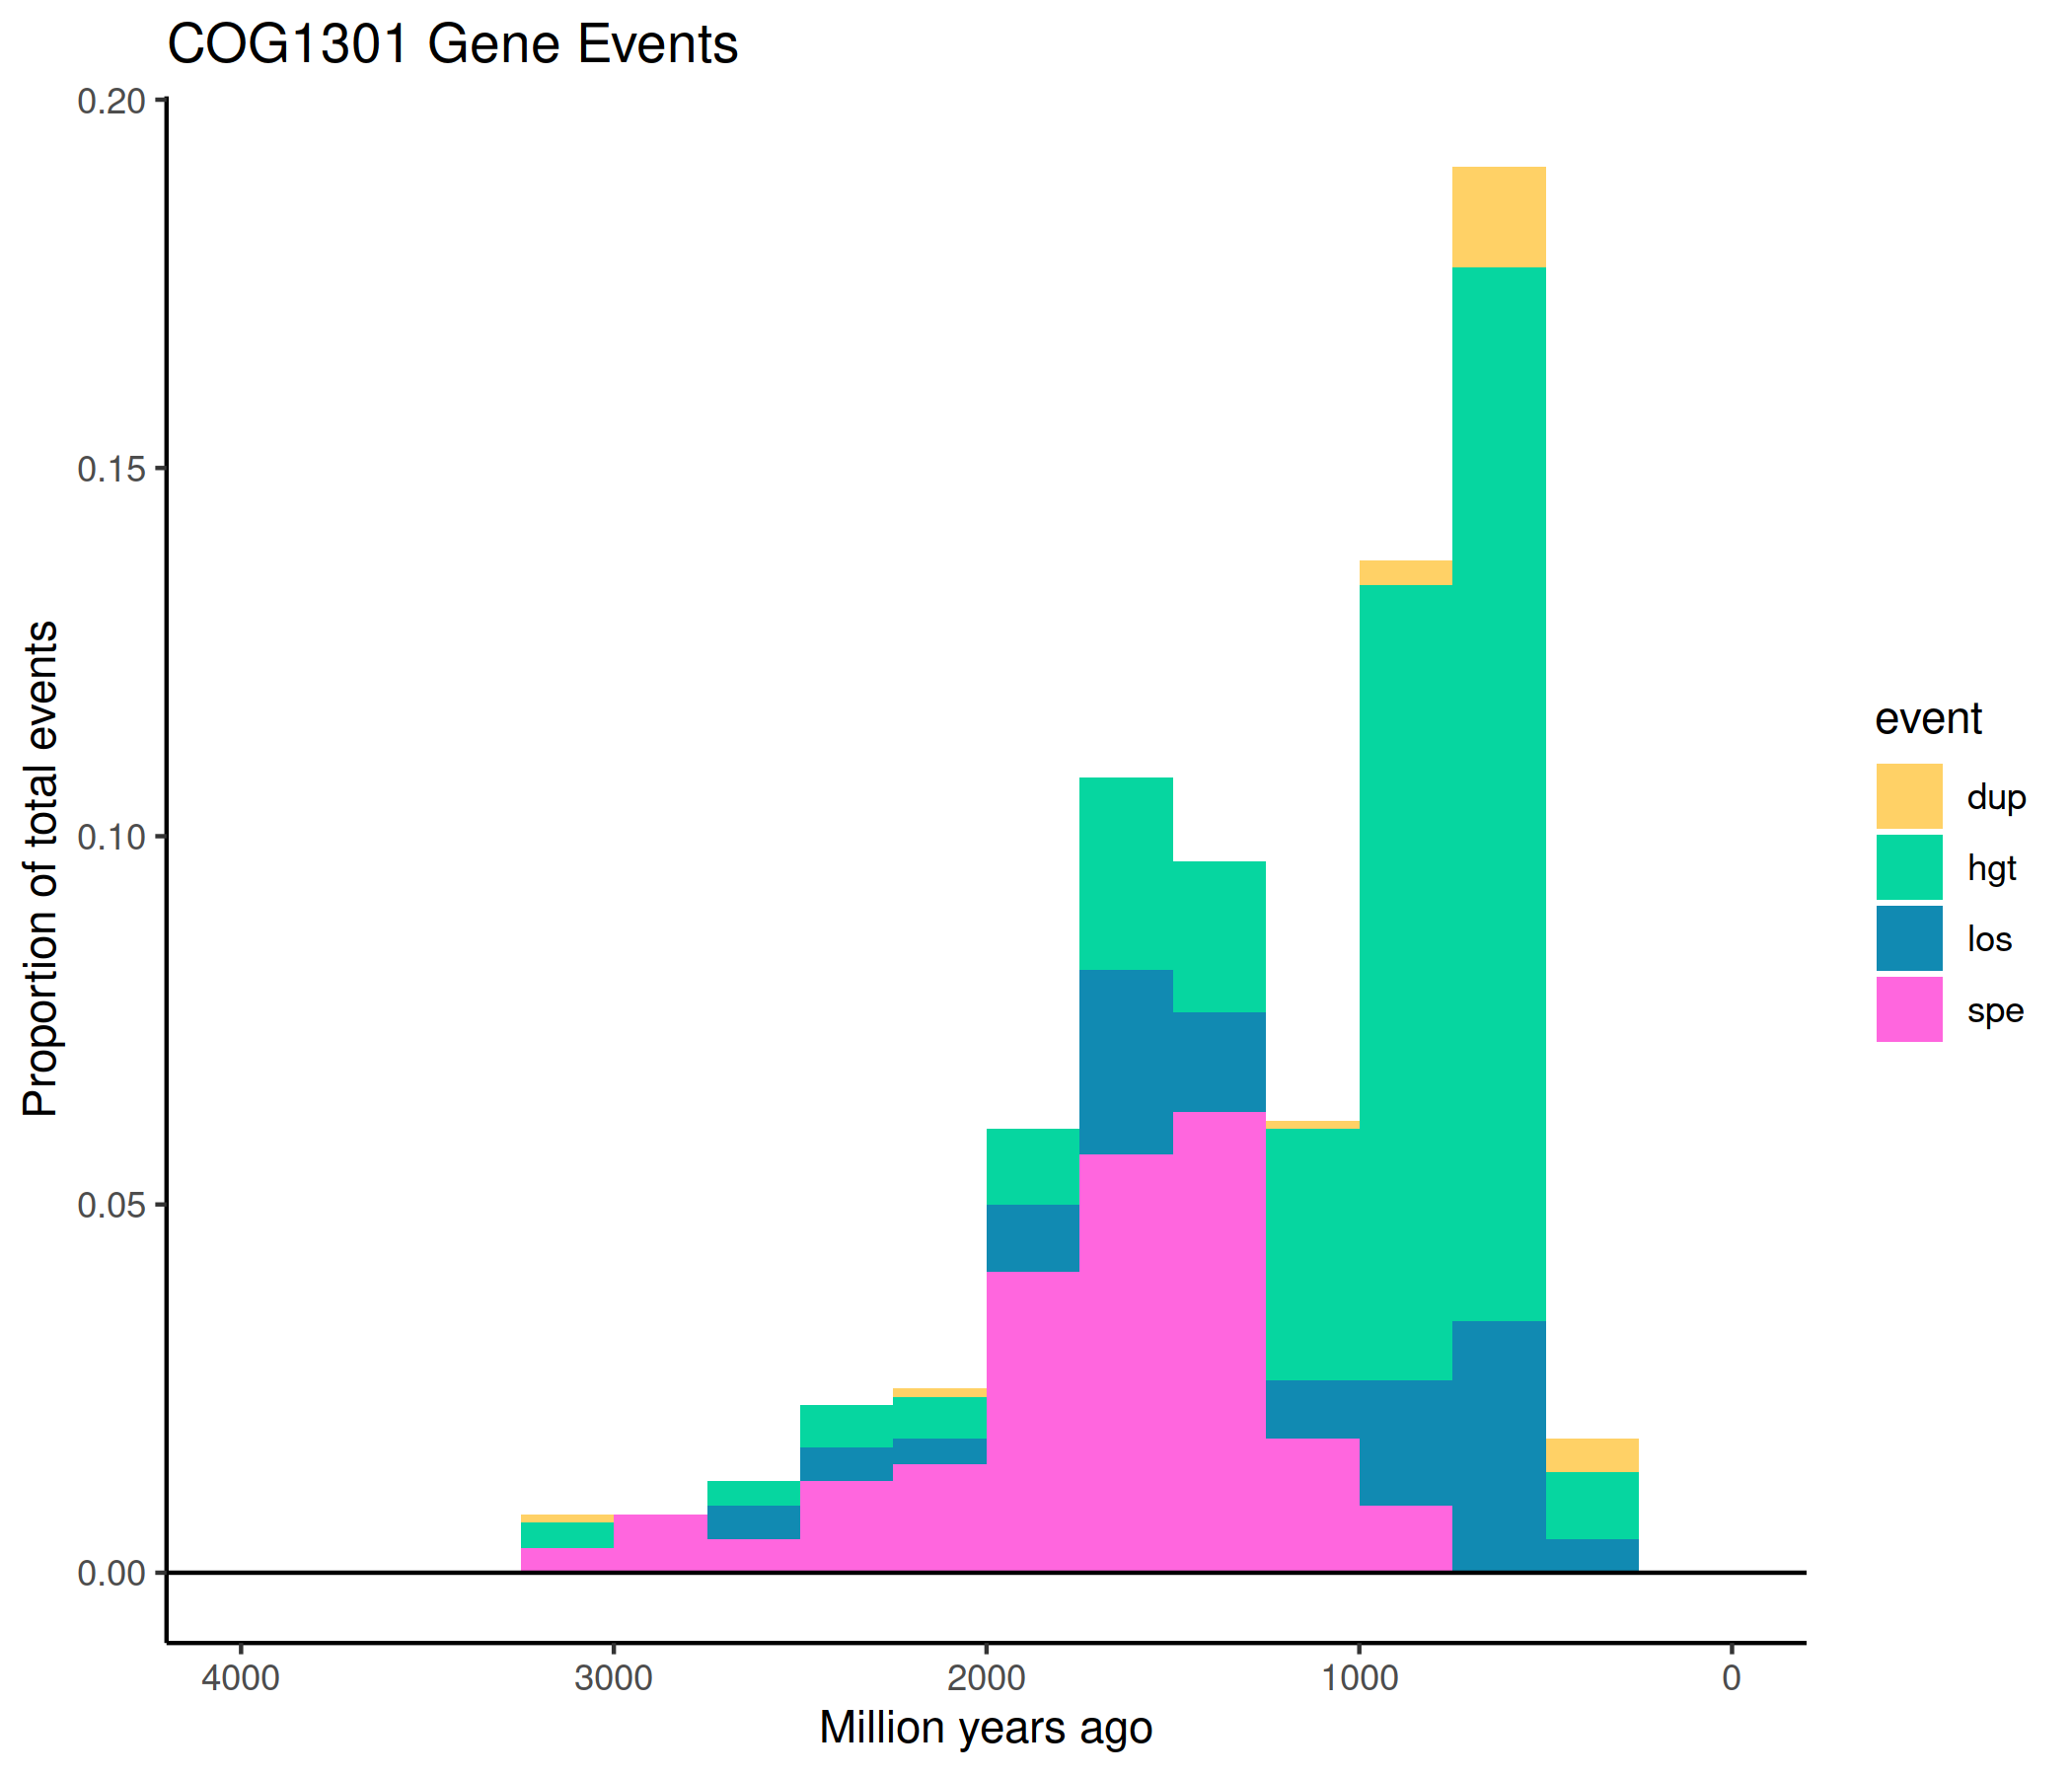 COG1301 Gene Events
0.20
0.15
0.10
0.05
0.00
Proportion of total events
4000 3000 2000 1000 0
Million years ago
event
dup
hgt
los
spe